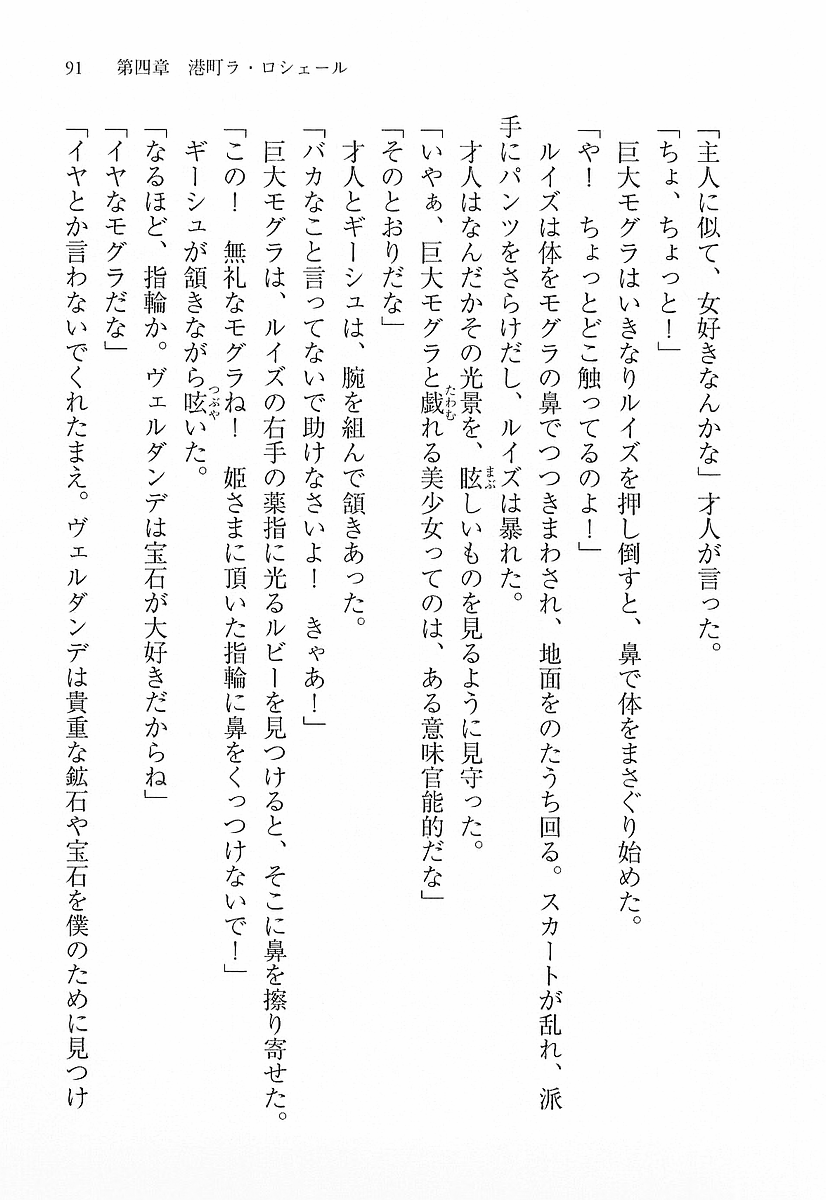 91　第四章　港町ラ・ロシェール
「主人に似て、女好きなんかな」才人が言った。
「ちょ、ちょっと！」
　巨大モグラはいきなりルイズを押し倒すと、鼻で体をまさぐり始めた。
「や！　ちょっとどこ触ってるのよ！」
　ルイズは体をモグラの鼻でつつきまわされ、地面をのたうち回る。スカートが乱れ、派
手にパンツをさらけだし、ルイズは暴れた。
　才人はなんだかその光景を、眩しいものを見るように見守った。
「いやぁ、巨大モグラと戯れる美少女ってのは、ある意味官能的だな」
「そのとおりだな」
　才人とギーシュは、腕を組んで頷きあった。
「バカなこと言ってないで助けなさいよ！　きゃあ！」
　巨大モグラは、ルイズの右手の薬指に光るルビーを見つけると、そこに鼻を擦り寄せた。
「この！　無礼なモグラね！　姫さまに頂いた指輪に鼻をくっつけないで！」
　ギーシュが頷きながら呟いた。
「なるほど、指輪か。ヴェルダンデは宝石が大好きだからね」
「イヤなモグラだな」
「イヤとか言わないでくれたまえ。ヴェルダンデは貴重な鉱石や宝石を僕のために見つけ